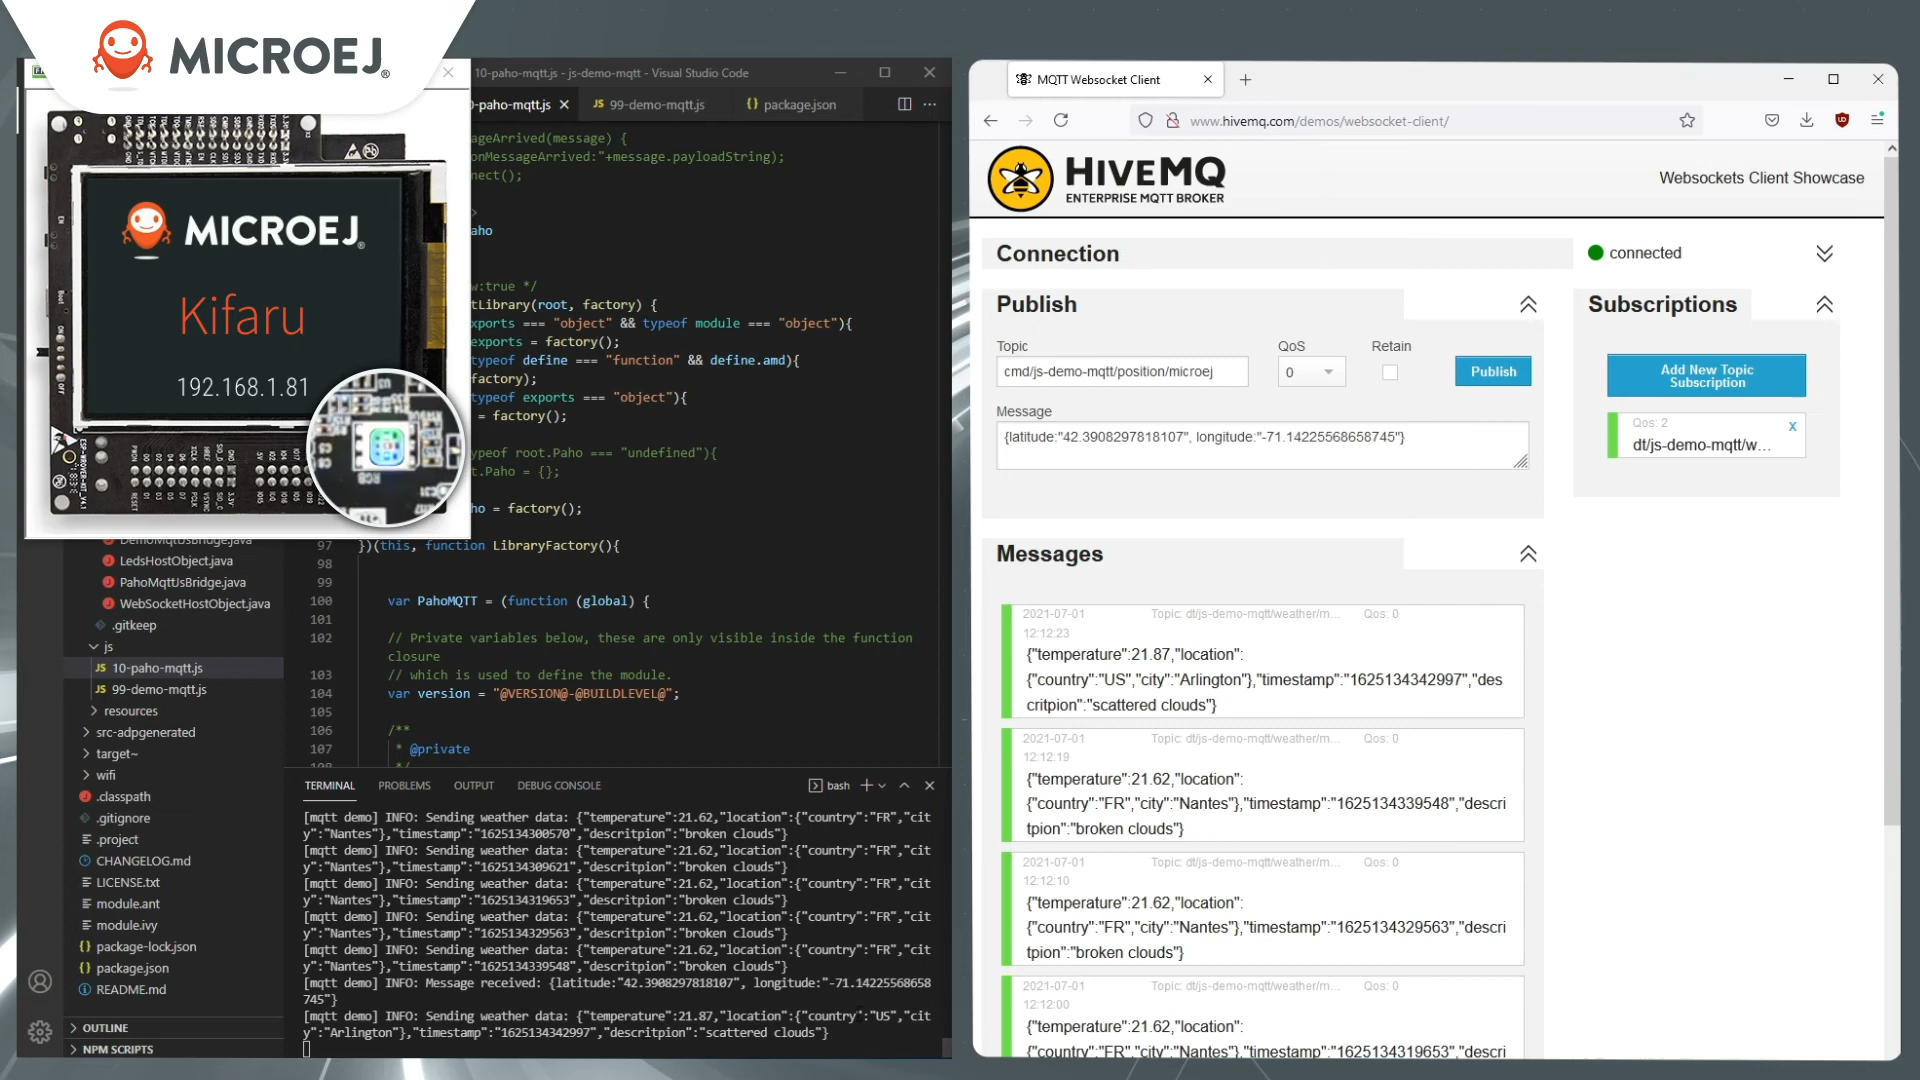 MICROEJ®
MICROEJ®
Kifaru
192.168.1.81
RGB
10-paho-mqtt.js - js-demo-mqtt - Visual Studio Code
0-paho-mqtt.js
JS 99-demo-mqtt.js
{} package.json
ageArrived(message) {
onMessageArrived:"+message.payloadString);
nect();
>
aho
w:true */
tLibrary(root, factory) {
xports === "object" && typeof module === "object"){
exports = factory();
typeof define === "function" && define.amd){
factory);
typeof exports === "object"){
= factory();
ypeof root.Paho === "undefined"){
t.Paho = {};
ho = factory();
97 })(this, function LibraryFactory(){
98
99
100 var PahoMQTT = (function (global) {
101
102 // Private variables below, these are only visible inside the function
closure
103 // which is used to define the module.
104 var version = "@VERSION@-@BUILDLEVEL@";
105
106 /**
107 * @private
108 */
DemoMqttJsBridge.java
LedsHostObject.java
PahoMqttJsBridge.java
WebSocketHostObject.java
.gitkeep
js
JS 10-paho-mqtt.js
JS 99-demo-mqtt.js
resources
src-adpgenerated
target~
wifi
.classpath
.gitignore
.project
CHANGELOG.md
LICENSE.txt
module.ant
module.ivy
{} package-lock.json
{} package.json
README.md
OUTLINE
NPM SCRIPTS
TERMINAL PROBLEMS OUTPUT DEBUG CONSOLE
bash
[mqtt demo] INFO: Sending weather data: {"temperature":21.62,"location":{"country":"FR","cit
y":"Nantes"},"timestamp":"1625134300570","descritpion":"broken clouds"}
[mqtt demo] INFO: Sending weather data: {"temperature":21.62,"location":{"country":"FR","cit
y":"Nantes"},"timestamp":"1625134309621","descritpion":"broken clouds"}
[mqtt demo] INFO: Sending weather data: {"temperature":21.62,"location":{"country":"FR","cit
y":"Nantes"},"timestamp":"1625134319653","descritpion":"broken clouds"}
[mqtt demo] INFO: Sending weather data: {"temperature":21.62,"location":{"country":"FR","cit
y":"Nantes"},"timestamp":"1625134329563","descritpion":"broken clouds"}
[mqtt demo] INFO: Sending weather data: {"temperature":21.62,"location":{"country":"FR","cit
y":"Nantes"},"timestamp":"1625134339548","descritpion":"broken clouds"}
[mqtt demo] INFO: Message received: {latitude:"42.3908297818107", longitude:"-71.14225568658
745"}
[mqtt demo] INFO: Sending weather data: {"temperature":21.87,"location":{"country":"US","cit
y":"Arlington"},"timestamp":"1625134342997","descritpion":"scattered clouds"}
MQTT Websocket Client
www.hivemq.com/demos/websocket-client/
HIVEMQ
ENTERPRISE MQTT BROKER
Websockets Client Showcase
Connection
connected
Publish
Topic
QoS
Retain
cmd/js-demo-mqtt/position/microej
0
Publish
Message
{latitude:"42.3908297818107", longitude:"-71.14225568658745"}
Subscriptions
Add New Topic
Subscription
Qos: 2
x
dt/js-demo-mqtt/w...
Messages
2021-07-01 Topic: dt/js-demo-mqtt/weather/m... Qos: 0
12:12:23
{"temperature":21.87,"location":
{"country":"US","city":"Arlington"},"timestamp":"1625134342997","des
critpion":"scattered clouds"}
2021-07-01 Topic: dt/js-demo-mqtt/weather/m... Qos: 0
12:12:19
{"temperature":21.62,"location":
{"country":"FR","city":"Nantes"},"timestamp":"1625134339548","descri
tpion":"broken clouds"}
2021-07-01 Topic: dt/js-demo-mqtt/weather/m... Qos: 0
12:12:10
{"temperature":21.62,"location":
{"country":"FR","city":"Nantes"},"timestamp":"1625134329563","descri
tpion":"broken clouds"}
2021-07-01 Topic: dt/js-demo-mqtt/weather/m... Qos: 0
12:12:00
{"temperature":21.62,"location":
{"country":"FR","city":"Nantes"},"timestamp":"1625134319653","descri